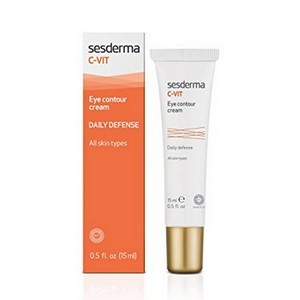 sesderma
C-VIT
Eye contour
cream
DAILY DEFENSE
All skin types
0.5 fl. oz (15ml)
sesderma
C-VIT
Eye contour
cream
Daily defense
All skin types
15 ml e
0.5 fl. oz